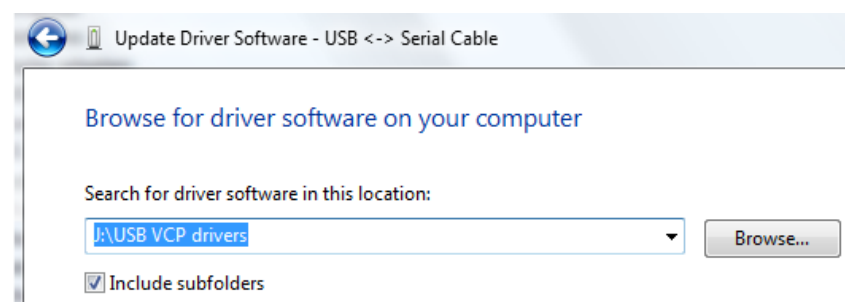 Update Driver Software - USB <-> Serial Cable
Browse for driver software on your computer
Search for driver software in this location:
J:\USB VCP drivers
Browse...
Include subfolders